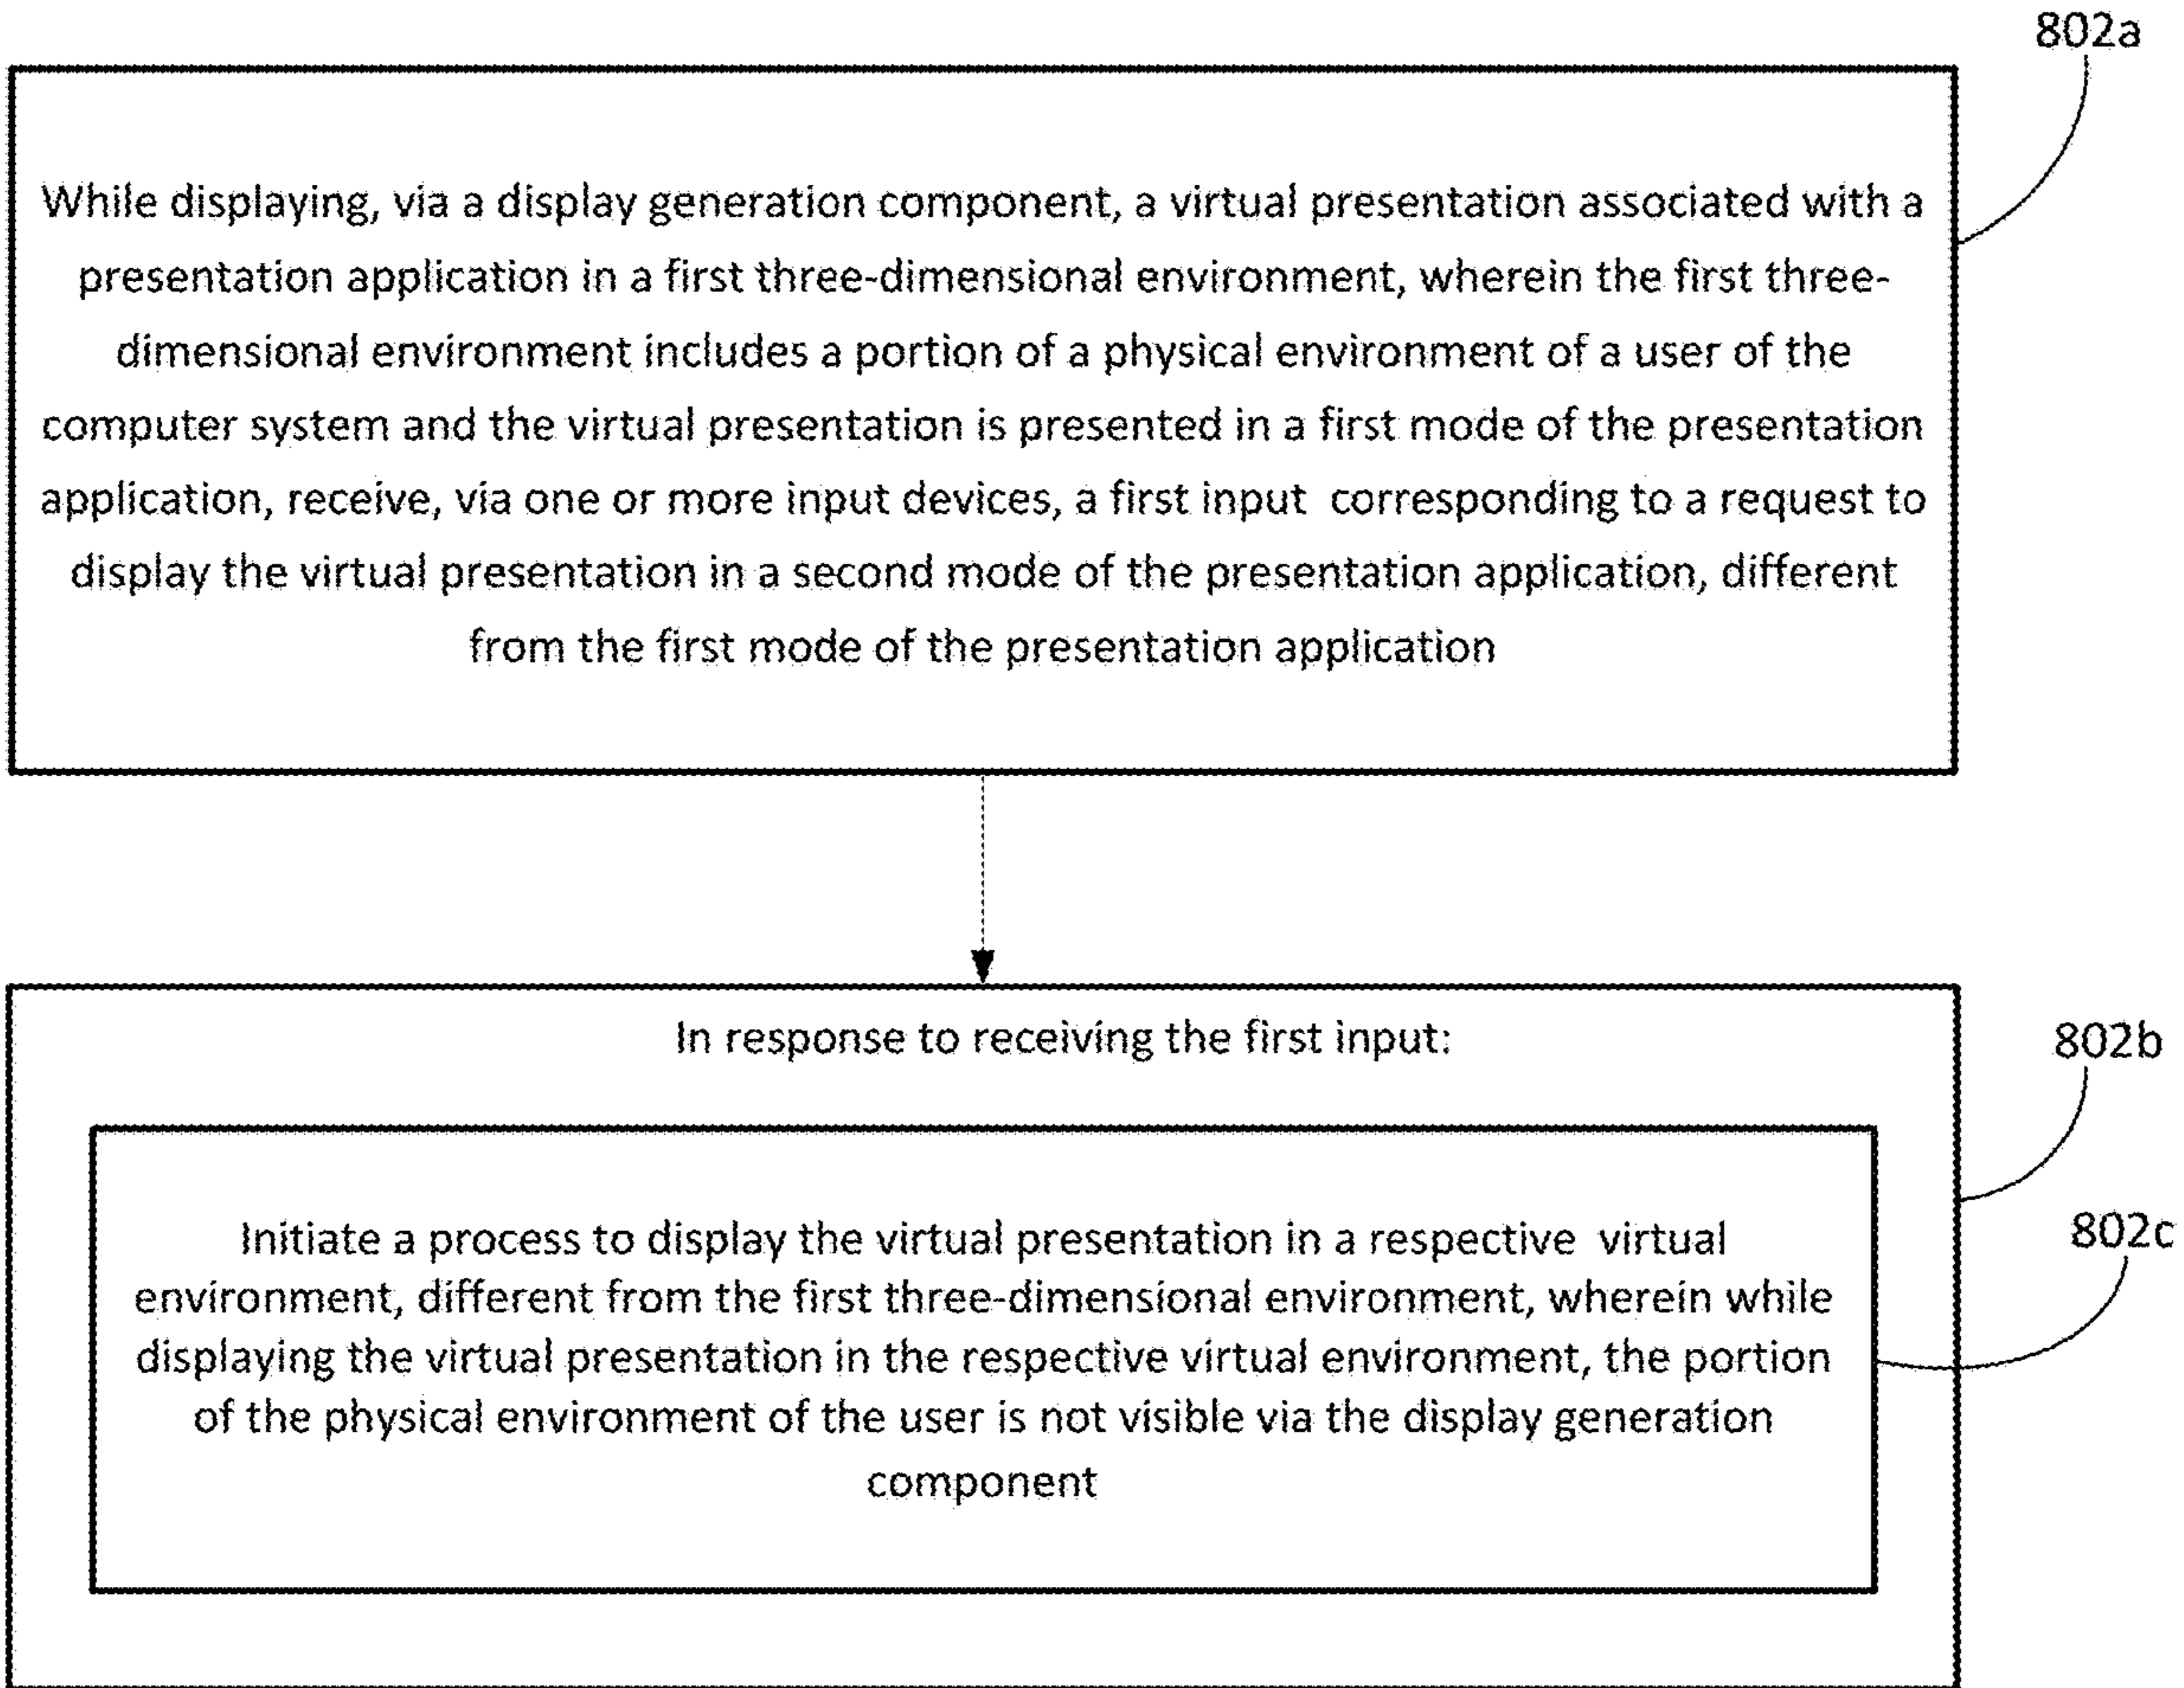 802a
While displaying, via a display generation component, a virtual presentation associated with a
presentation application in a first three-dimensional environment, wherein the first three-
dimensional environment includes a portion of a physical environment of a user of the
computer system and the virtual presentation is presented in a first mode of the presentation
application, receive, via one or more input devices, a first input corresponding to a request to
display the virtual presentation in a second mode of the presentation application, different
from the first mode of the presentation application
In response to receiving the first input:
802b
802c
Initiate a process to display the virtual presentation in a respective virtual
environment, different from the first three-dimensional environment, wherein while
displaying the virtual presentation in the respective virtual environment, the portion
of the physical environment of the user is not visible via the display generation
component